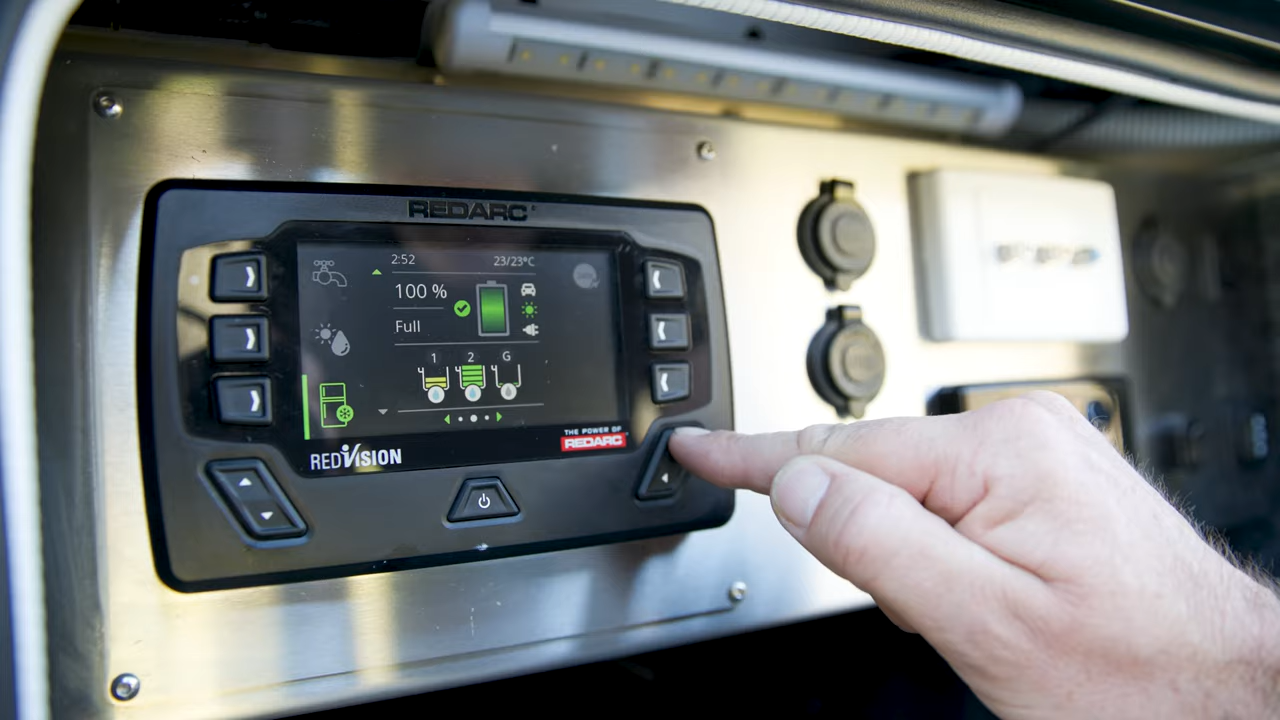 REDARC
2:52 23/23°C
100 %
Full
1 2 G
REDVISION
THE POWER OF
REDARC